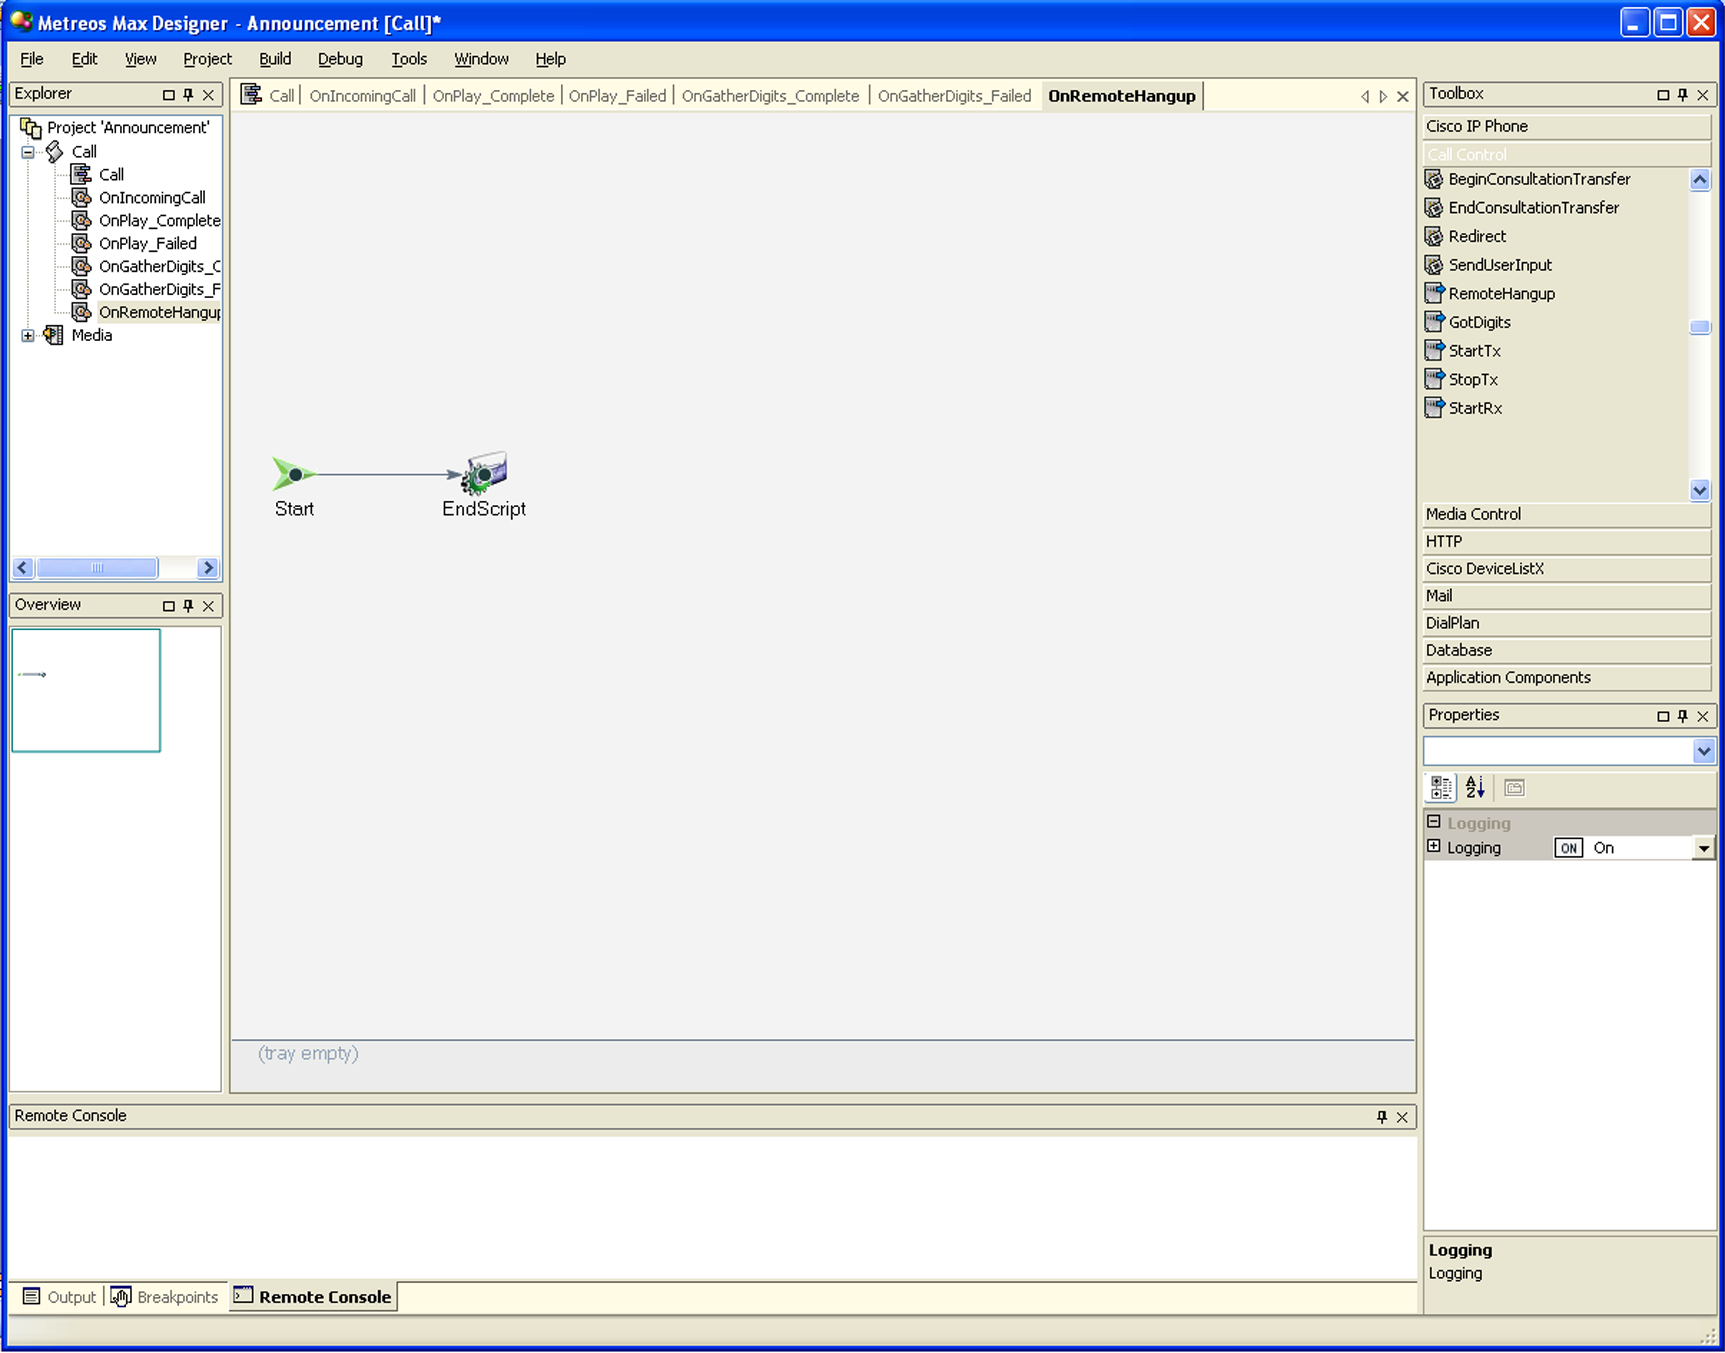 Metreos Max Designer - Announcement [Call]*
File Edit View Project Build Debug Tools Window Help
Explorer
Project 'Announcement'
Call
Call
OnIncomingCall
OnPlay_Complete
OnPlay_Failed
OnGatherDigits_C
OnGatherDigits_F
OnRemoteHangup
Media
Overview
Call OnIncomingCall OnPlay_Complete OnPlay_Failed OnGatherDigits_Complete OnGatherDigits_Failed OnRemoteHangup
Start EndScript
(tray empty)
Toolbox
Cisco IP Phone
Call Control
BeginConsultationTransfer
EndConsultationTransfer
Redirect
SendUserInput
RemoteHangup
GotDigits
StartTx
StopTx
StartRx
Media Control
HTTP
Cisco DeviceListX
Mail
DialPlan
Database
Application Components
Properties
Logging
Logging ON On
Logging
Logging
Remote Console
Output Breakpoints Remote Console